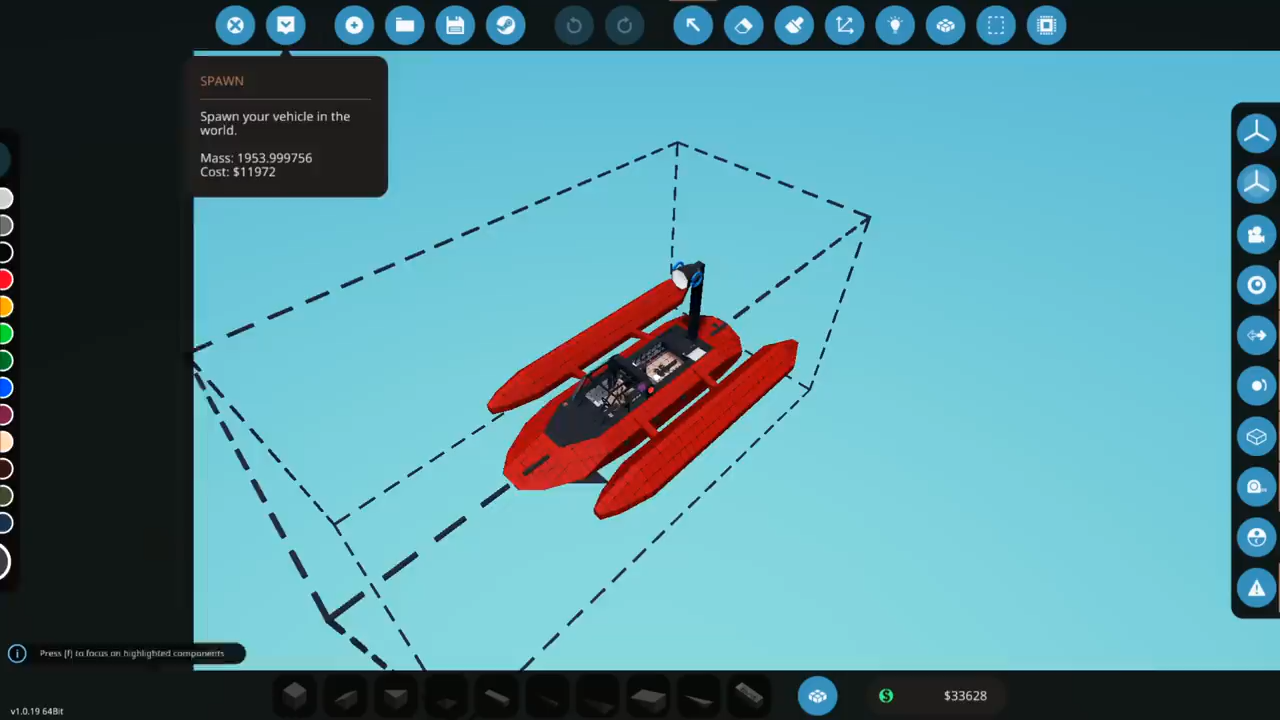 SPAWN
Spawn your vehicle in the
world.
Mass: 1953.999756
Cost: $11972
Press [f] to focus on highlighted components
$33628
v1.0.19 64Bit